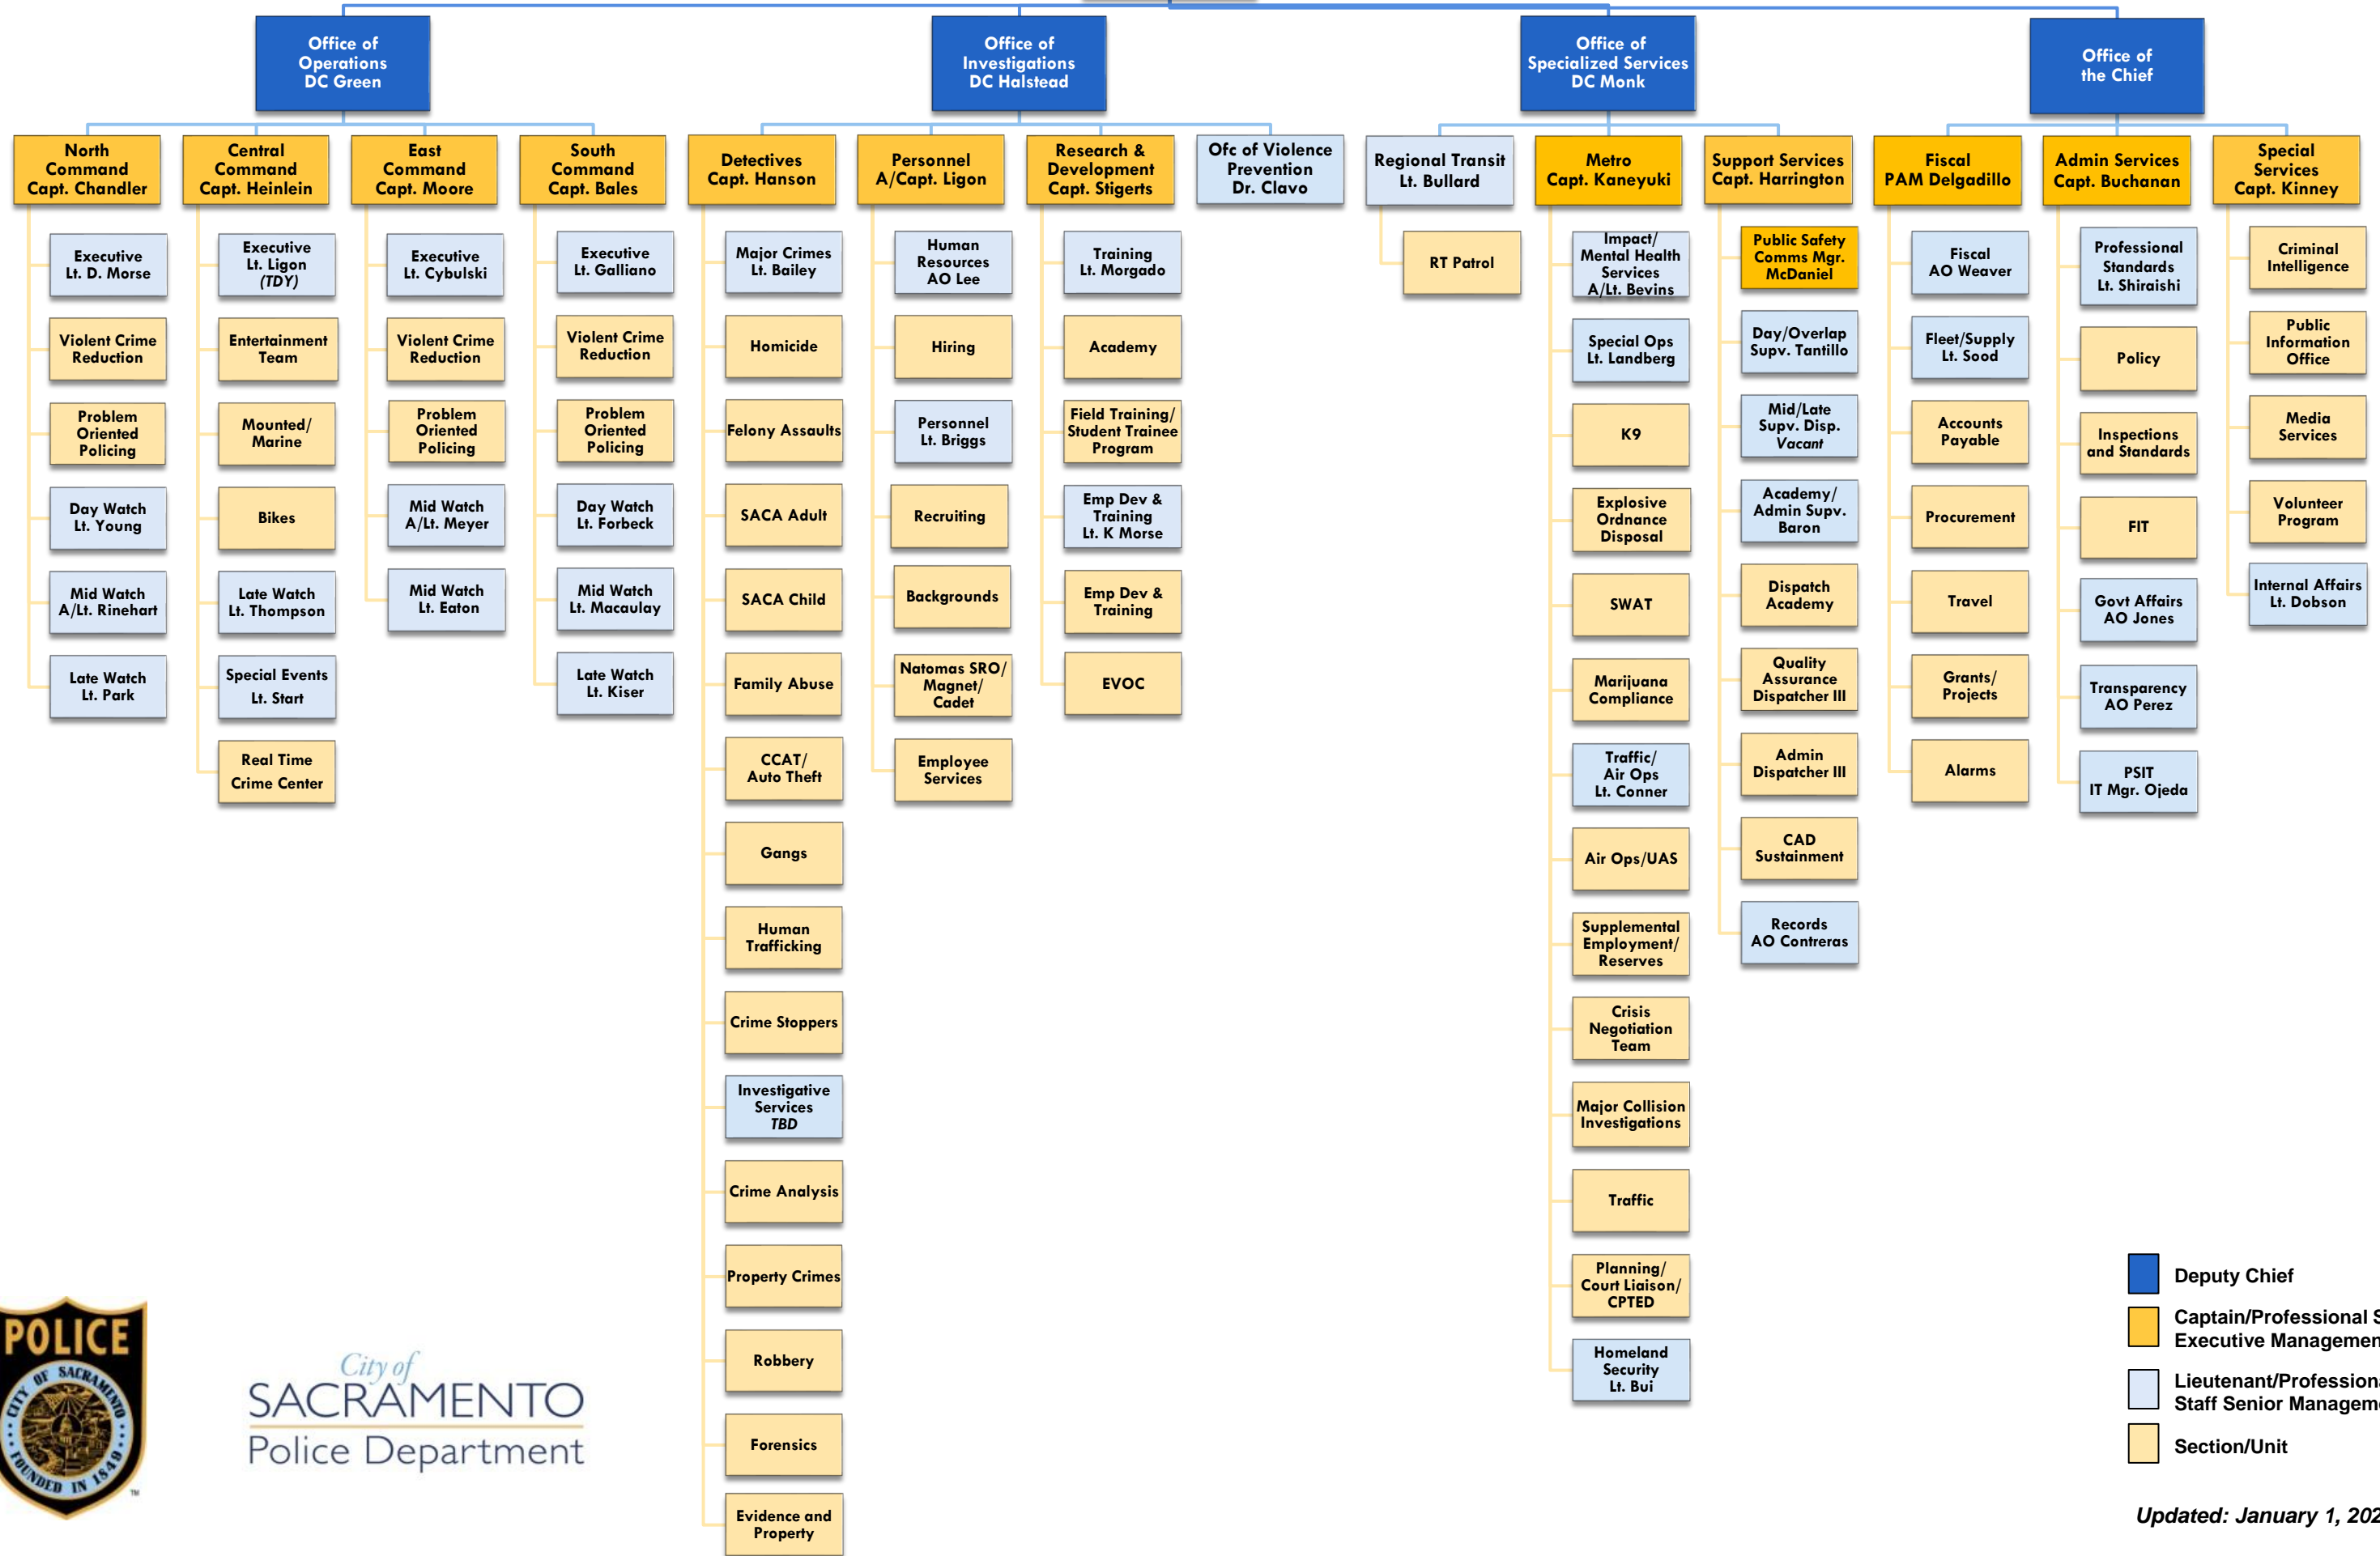 Office of
Operations
DC Green
Office of
Investigations
DC Halstead
Office of
Specialized Services
DC Monk
Office of
the Chief
North
Command
Capt. Chandler
Central
Command
Capt. Heinlein
East
Command
Capt. Moore
South
Command
Capt. Bales
Detectives
Capt. Hanson
Personnel
A/Capt. Ligon
Research &
Development
Capt. Stigerts
Ofc of Violence
Prevention
Dr. Clavo
Regional Transit
Lt. Bullard
Metro
Capt. Kaneyuki
Support Services
Capt. Harrington
Fiscal
PAM Delgadillo
Admin Services
Capt. Buchanan
Special
Services
Capt. Kinney
Executive
Lt. D. Morse
Violent Crime
Reduction
Problem
Oriented
Policing
Day Watch
Lt. Young
Mid Watch
A/Lt. Rinehart
Late Watch
Lt. Park
Executive
Lt. Ligon
(TDY)
Entertainment
Team
Mounted/
Marine
Bikes
Late Watch
Lt. Thompson
Special Events
Lt. Start
Real Time
Crime Center
Executive
Lt. Cybulski
Violent Crime
Reduction
Problem
Oriented
Policing
Mid Watch
A/Lt. Meyer
Mid Watch
Lt. Eaton
Executive
Lt. Galliano
Violent Crime
Reduction
Problem
Oriented
Policing
Day Watch
Lt. Forbeck
Mid Watch
Lt. Macaulay
Late Watch
Lt. Kiser
Major Crimes
Lt. Bailey
Homicide
Felony Assaults
SACA Adult
SACA Child
Family Abuse
CCAT/
Auto Theft
Gangs
Human
Trafficking
Crime Stoppers
Investigative
Services
TBD
Crime Analysis
Property Crimes
Robbery
Forensics
Evidence and
Property
Human
Resources
AO Lee
Hiring
Personnel
Lt. Briggs
Recruiting
Backgrounds
Natomas SRO/
Magnet/
Cadet
Employee
Services
Training
Lt. Morgado
Academy
Field Training/
Student Trainee
Program
Emp Dev &
Training
Lt. K Morse
Emp Dev &
Training
EVOC
RT Patrol
Impact/
Mental Health
Services
A/Lt. Bevins
Special Ops
Lt. Landberg
K9
Explosive
Ordnance
Disposal
SWAT
Marijuana
Compliance
Traffic/
Air Ops
Lt. Conner
Air Ops/UAS
Supplemental
Employment/
Reserves
Crisis
Negotiation
Team
Major Collision
Investigations
Traffic
Planning/
Court Liaison/
CPTED
Homeland
Security
Lt. Bui
Public Safety
Comms Mgr.
McDaniel
Day/Overlap
Supv. Tantillo
Mid/Late
Supv. Disp.
Vacant
Academy/
Admin Supv.
Baron
Dispatch
Academy
Quality
Assurance
Dispatcher III
Admin
Dispatcher III
CAD
Sustainment
Records
AO Contreras
Fiscal
AO Weaver
Fleet/Supply
Lt. Sood
Accounts
Payable
Procurement
Travel
Grants/
Projects
Alarms
Professional
Standards
Lt. Shiraishi
Policy
Inspections
and Standards
FIT
Govt Affairs
AO Jones
Transparency
AO Perez
PSIT
IT Mgr. Ojeda
Criminal
Intelligence
Public
Information
Office
Media
Services
Volunteer
Program
Internal Affairs
Lt. Dobson
POLICE
CITY OF SACRAMENTO
FOUNDED IN 1849
TM
City of
SACRAMENTO
Police Department
Deputy Chief
Captain/Professional S
Executive Managemen
Lieutenant/Profession
Staff Senior Managem
Section/Unit
Updated: January 1, 202